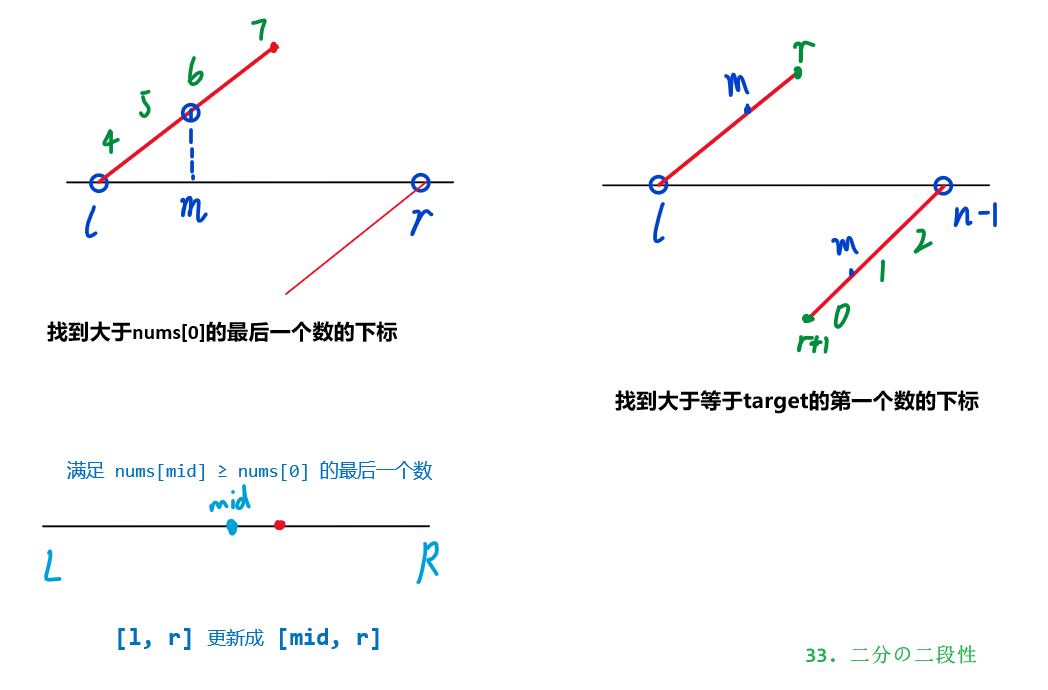 7
6
5
4
l
m
r
找到大于nums[0]的最后一个数的下标
r
m
l
n-1
m
2
1
0
r+1
找到大于等于target的第一个数的下标
满足 nums[mid] ≥ nums[0] 的最后一个数
mid
L
R
[l, r] 更新成 [mid, r]
33. 二分の二段性